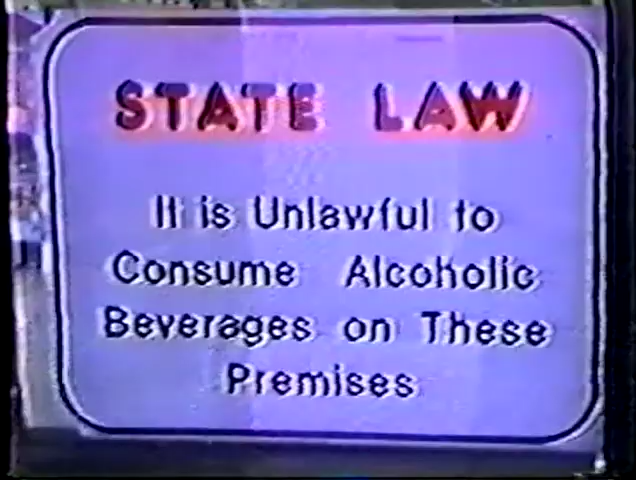 STATE LAW
It is Unlawful to
Consume Alcoholic
Beverages on These
Premises